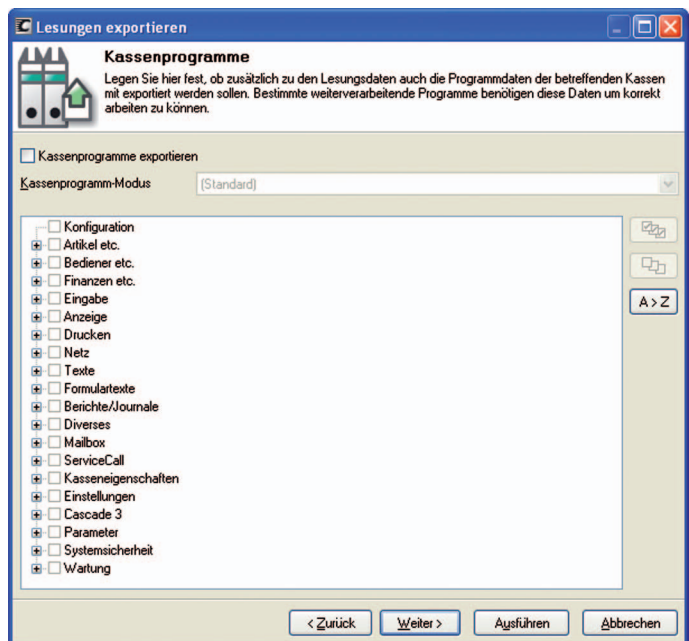 Lesungen exportieren
Kassenprogramme
Legen Sie hier fest, ob zusätzlich zu den Lesungsdaten auch die Programmdaten der betreffenden Kassen
mit exportiert werden sollen. Bestimmte weiterverarbeitende Programme benötigen diese Daten um korrekt
arbeiten zu können.
Kassenprogramme exportieren
Kassenprogramm-Modus (Standard)
Konfiguration
Artikel etc.
Bediener etc.
Finanzen etc.
Eingabe
Anzeige
A>Z
Drucken
Netz
Texte
Formulartexte
Berichte/Journale
Diverses
Mailbox
ServiceCall
Kasseneigenschaften
Einstellungen
Cascade 3
Parameter
Systemsicherheit
Wartung
< Zurück Weiter > Ausführen Abbrechen